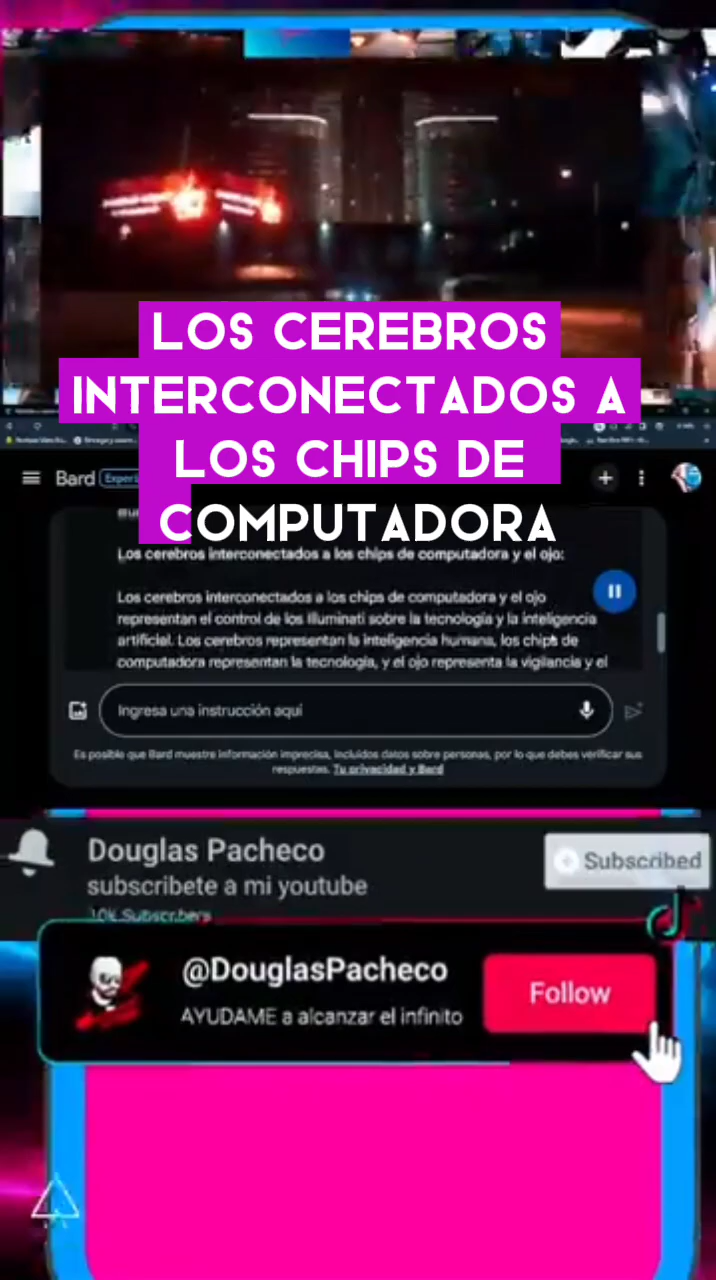 LOS CEREBROS
INTERCONECTADOS A
LOS CHIPS DE
COMPUTADORA
Bard
Los cerebros interconectados a los chips de computadora y el ojo:
Los cerebros interconectados a los chips de computadora y el ojo
representan el control de los Illuminati sobre la tecnología y la inteligencia
artificial. Los cerebros representan la inteligencia humana, los chips de
computadora representan la tecnología, y el ojo representa la vigilancia y el
Ingresa una instrucción aquí
Es posible que Bard muestre información imprecisa, incluidos datos sobre personas, por lo que debes verificar sus
respuestas. Tu privacidad y Bard
Douglas Pacheco
Subscribed
subscribete a mi youtube
10K Subscribers
@DouglasPacheco
Follow
AYUDAME a alcanzar el infinito